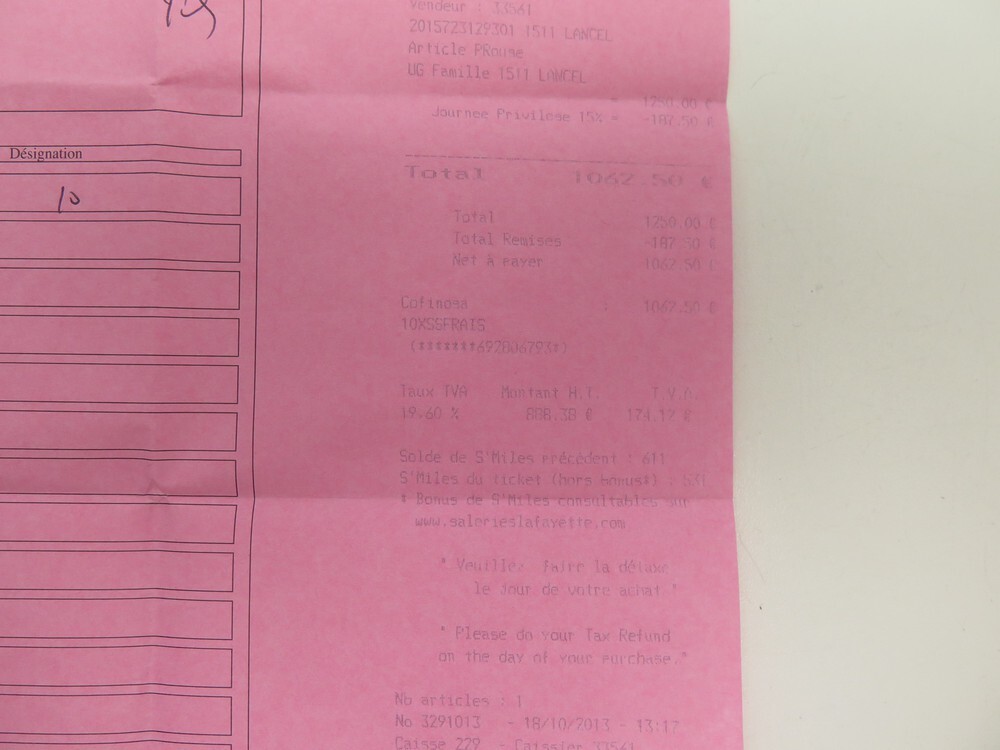 Désignation
10
Vendeur : 33561
2015723129301 1511 LANCEL
Article PRouge
UG Famille 1511 LANCEL
1250.00 €
Journee Privilege 15% = -187.50 €
Total 1062.50 €
Total 1250.00 €
Total Remises -187.50 €
Net à payer 1062.50 €
Cofinoga : 1062.50 €
10XSSFRAIS
Taux TVA Montant H.T. T.V.A.
19.60 % 888.38 € 174.12 €
Solde de S'Miles précédent : 611
S'Miles du ticket (hors bonus*) : 531
* Bonus de S'Miles consultables sur
www.galerieslafayette.com
* Veuillez faire la détaxe
le jour de votre achat *
* Please do your Tax Refund
on the day of your purchase.*
Nb articles : 1
No 3291013 - 18/10/2013 - 13:17
Caisse 229 - Caissier 33561